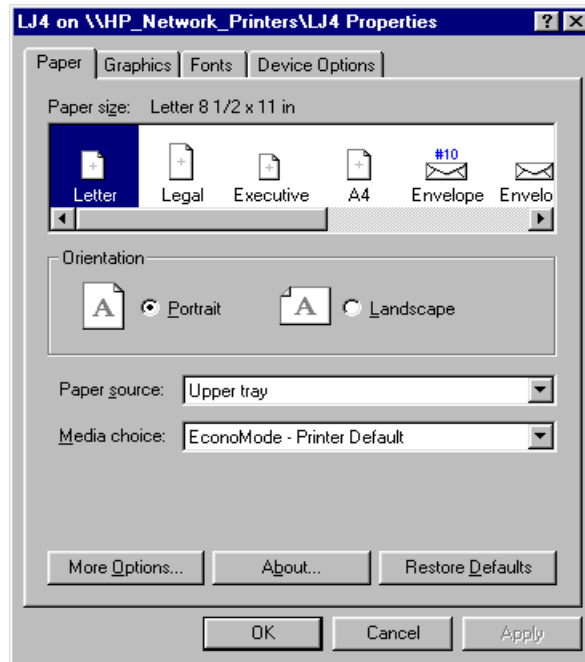 LJ4 on \\HP_Network_Printers\LJ4 Properties
Paper Graphics Fonts Device Options
Paper size: Letter 8 1/2 x 11 in
#10
Letter Legal Executive A4 Envelope Envelo
Orientation
A Portrait A Landscape
Paper source: Upper tray
Media choice: EconoMode - Printer Default
More Options... About... Restore Defaults
OK Cancel Apply